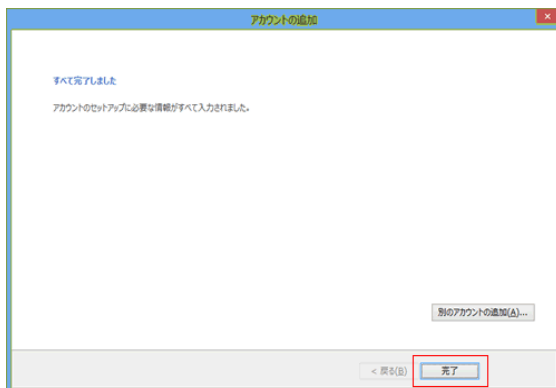 アカウントの追加
すべて完了しました
アカウントのセットアップに必要な情報がすべて入力されました。
別のアカウントの追加(A)...
< 戻る(B)
完了